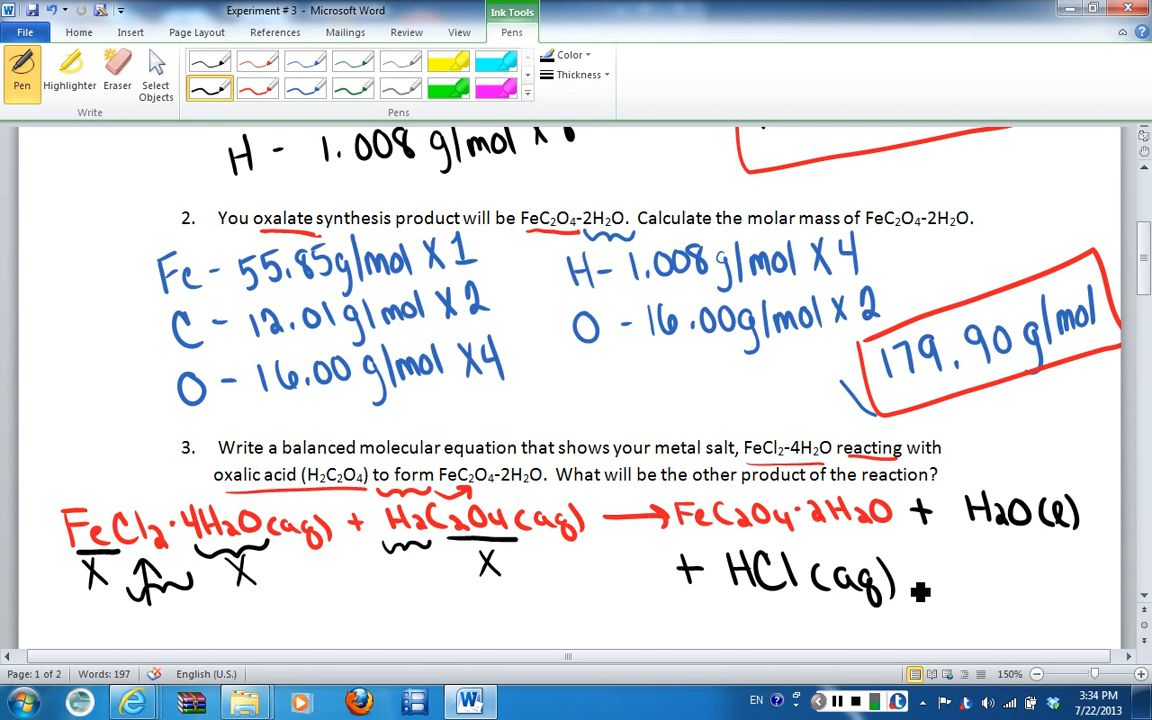 Experiment # 3 - Microsoft Word
Ink Tools
File Home Insert Page Layout References Mailings Review View Pens
Pen Highlighter Eraser Select Objects
Color
Thickness
Write Pens
H - 1.008 g/mol x
2. You oxalate synthesis product will be FeC₂O₄-2H₂O. Calculate the molar mass of FeC₂O₄-2H₂O.
Fe - 55.85g/mol X 1
C - 12.01g/mol X 2
O - 16.00 g/mol X4
H - 1.008g/mol X 4
O - 16.00g/mol x 2
179.90 g/mol
3. Write a balanced molecular equation that shows your metal salt, FeCl₂-4H₂O reacting with
oxalic acid (H₂C₂O₄) to form FeC₂O₄-2H₂O. What will be the other product of the reaction?
FeCl₂·4H₂O(aq) + H₂C₂O₄(aq) → FeC₂O₄·2H₂O + H₂O(l)
X X X
+ HCl(aq)
Page: 1 of 2 Words: 197 English (U.S.) 150%
EN 3:34 PM
7/22/2013